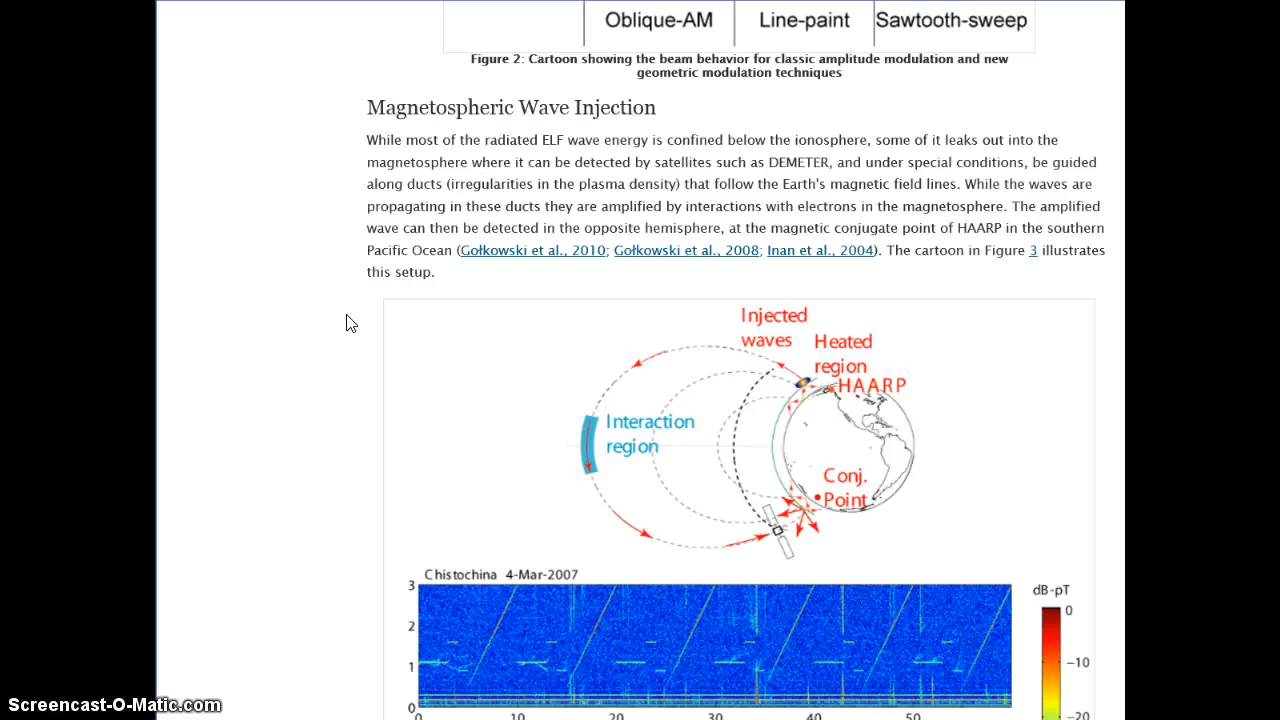 Oblique-AM Line-paint Sawtooth-sweep
Figure 2: Cartoon showing the beam behavior for classic amplitude modulation and new
geometric modulation techniques
Magnetospheric Wave Injection
While most of the radiated ELF wave energy is confined below the ionosphere, some of it leaks out into the
magnetosphere where it can be detected by satellites such as DEMETER, and under special conditions, be guided
along ducts (irregularities in the plasma density) that follow the Earth's magnetic field lines. While the waves are
propagating in these ducts they are amplified by interactions with electrons in the magnetosphere. The amplified
wave can then be detected in the opposite hemisphere, at the magnetic conjugate point of HAARP in the southern
Pacific Ocean (Gołkowski et al., 2010; Gołkowski et al., 2008; Inan et al., 2004). The cartoon in Figure 3 illustrates
this setup.
Injected
waves
Heated
region
HAARP
Interaction
region
Conj.
Point
Chistochina 4-Mar-2007
dB-pT
3
2
1
0
0 10 20 30 40 50
0
-10
-20
Screencast-O-Matic.com